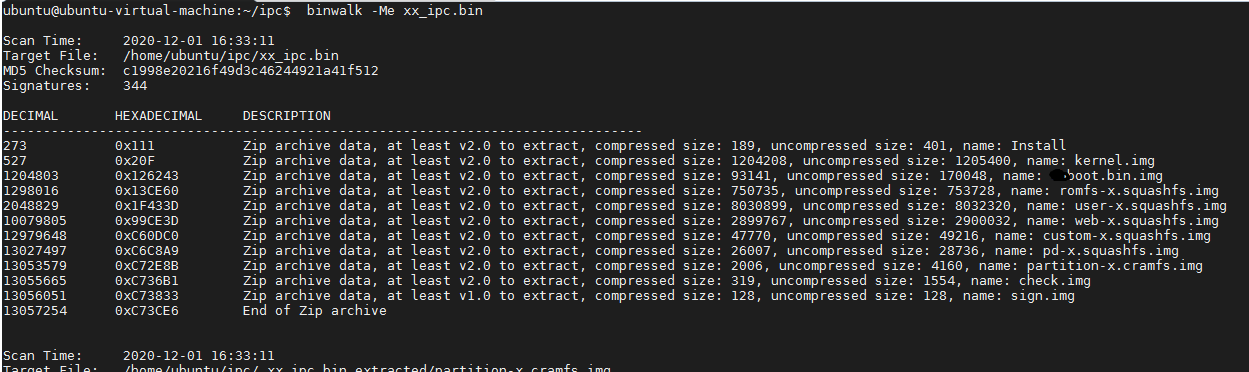 ubuntu@ubuntu-virtual-machine:~/ipc$  binwalk -Me xx_ipc.bin
Scan Time:     2020-12-01 16:33:11
Target File:   /home/ubuntu/ipc/xx_ipc.bin
MD5 Checksum:  c1998e20216f49d3c46244921a41f512
Signatures:    344
DECIMAL       HEXADECIMAL     DESCRIPTION
--------------------------------------------------------------------------------
273           0x111           Zip archive data, at least v2.0 to extract, compressed size: 189, uncompressed size: 401, name: Install
527           0x20F           Zip archive data, at least v2.0 to extract, compressed size: 1204208, uncompressed size: 1205400, name: kernel.img
1204803       0x126243        Zip archive data, at least v2.0 to extract, compressed size: 93141, uncompressed size: 170048, name: boot.bin.img
1298016       0x13CE60        Zip archive data, at least v2.0 to extract, compressed size: 750735, uncompressed size: 753728, name: romfs-x.squashfs.img
2048829       0x1F433D        Zip archive data, at least v2.0 to extract, compressed size: 8030899, uncompressed size: 8032320, name: user-x.squashfs.img
10079805      0x99CE3D        Zip archive data, at least v2.0 to extract, compressed size: 2899767, uncompressed size: 2900032, name: web-x.squashfs.img
12979648      0xC60DC0        Zip archive data, at least v2.0 to extract, compressed size: 47770, uncompressed size: 49216, name: custom-x.squashfs.img
13027497      0xC6C8A9        Zip archive data, at least v2.0 to extract, compressed size: 26007, uncompressed size: 28736, name: pd-x.squashfs.img
13053579      0xC72E8B        Zip archive data, at least v2.0 to extract, compressed size: 2006, uncompressed size: 4160, name: partition-x.cramfs.img
13055665      0xC736B1        Zip archive data, at least v2.0 to extract, compressed size: 319, uncompressed size: 1554, name: check.img
13056051      0xC73833        Zip archive data, at least v1.0 to extract, compressed size: 128, uncompressed size: 128, name: sign.img
13057254      0xC73CE6        End of Zip archive
Scan Time:     2020-12-01 16:33:11
Target File:   /home/ubuntu/ipc/_xx_ipc.bin.extracted/partition-x.cramfs.img